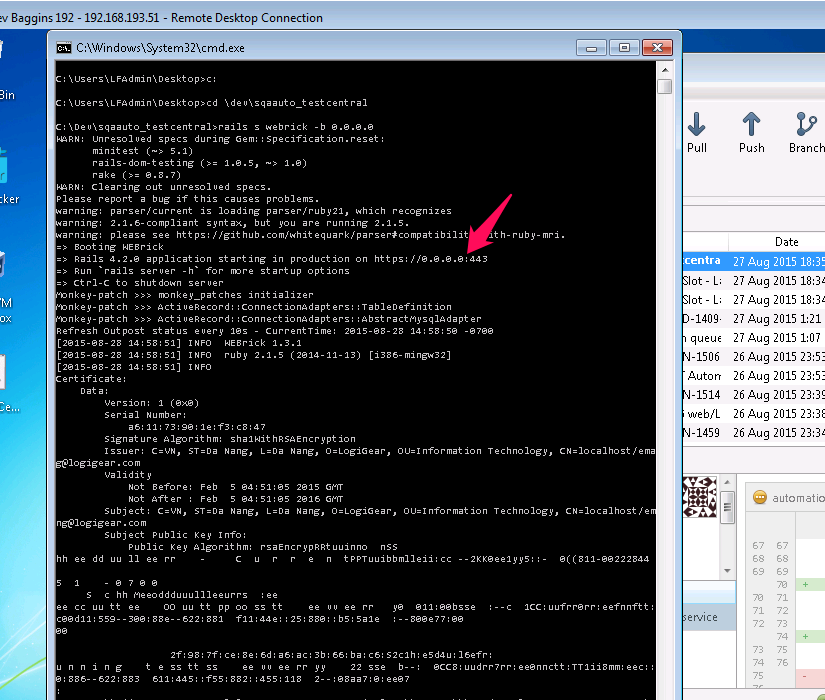 ev Baggins 192 - 192.168.193.51 - Remote Desktop Connection
C:\Windows\System32\cmd.exe
Bin
cker
VM
ox
Ce...
C:\Users\LFAdmin\Desktop>c:
C:\Users\LFAdmin\Desktop>cd \dev\sqaauto_testcentral
C:\Dev\sqaauto_testcentral>rails s webrick -b 0.0.0.0
WARN: Unresolved specs during Gem::Specification.reset:
minitest (~> 5.1)
rails-dom-testing (>= 1.0.5, ~> 1.0)
rake (>= 0.8.7)
WARN: Clearing out unresolved specs.
Please report a bug if this causes problems.
warning: parser/current is loading parser/ruby21, which recognizes
warning: 2.1.6-compliant syntax, but you are running 2.1.5.
warning: please see https://github.com/whitequark/parser#compatibilit ith-ruby-mri.
=> Booting WEBrick
=> Rails 4.2.0 application starting in production on https://0.0.0.0:443
=> Run `rails server -h` for more startup options
=> Ctrl-C to shutdown server
Monkey-patch >>> monkey_patches initializer
Monkey-patch >>> ActiveRecord::ConnectionAdapters::TableDefinition
Monkey-patch >>> ActiveRecord::ConnectionAdapters::AbstractMysqlAdapter
Refresh Outpost status every 10s - CurrentTime: 2015-08-28 14:58:50 -0700
[2015-08-28 14:58:51] INFO  WEBrick 1.3.1
[2015-08-28 14:58:51] INFO  ruby 2.1.5 (2014-11-13) [i386-mingw32]
[2015-08-28 14:58:51] INFO
Certificate:
Data:
Version: 1 (0x0)
Serial Number:
a6:11:73:90:1e:f3:c8:47
Signature Algorithm: sha1WithRSAEncryption
Issuer: C=VN, ST=Da Nang, L=Da Nang, O=LogiGear, OU=Information Technology, CN=localhost/ema
g@logigear.com
Validity
Not Before: Feb  5 04:51:05 2015 GMT
Not After : Feb  5 04:51:05 2016 GMT
Subject: C=VN, ST=Da Nang, L=Da Nang, O=LogiGear, OU=Information Technology, CN=localhost/em
ng@logigear.com
Subject Public Key Info:
Public Key Algorithm: rsaEncrypRRtuuinno  nSS
hh ee dd uu ll ee rr   -   C u r r e n tPPTuuibbmlleii:cc --2KK0ee1yy5::-  0((811-00222844
5 1   - 0 7 0 0
S c hh Meeoddduuulllleeurrs  :ee
ee cc uu tt ee   OO uu tt pp oo ss tt   ee vv ee rr  y0  011:00bsse  :--c  1CC:uufrr0rr:eefnnftt:
c00d11:559--300:88e--622:881  f11:44e::25:880::b5:5a1e  :--800e77:00
00
2f:98:7f:ce:8e:6d:a6:ac:3b:66:ba:c6:52c1h:e5d4u:l6efr:
u n n i n g   t e ss tt ss   ee vv ee rr yy   22 sse  b--:  0CC8:uudrr7rr:ee0nnctt:TT1ii8mm:eec::
0:886--622:883  611:445::f55:882::455:118  2--:08aa7:0:ee07
:
Pull
Push
Branch
Date
centra 27 Aug 2015 18:35
Slot - L 27 Aug 2015 18:34
Slot - L 27 Aug 2015 18:34
D-1409- 27 Aug 2015 1:21
n queue 27 Aug 2015 1:07
N-1506 26 Aug 2015 23:53
Autom 26 Aug 2015 23:53
N-1514 26 Aug 2015 23:39
web/L 26 Aug 2015 23:38
N-1459 26 Aug 2015 23:34
automatio
67 67
68 68
69 69
70 +
70 71
71 72
72 73
74 +
73 75
74 76
75 -
service